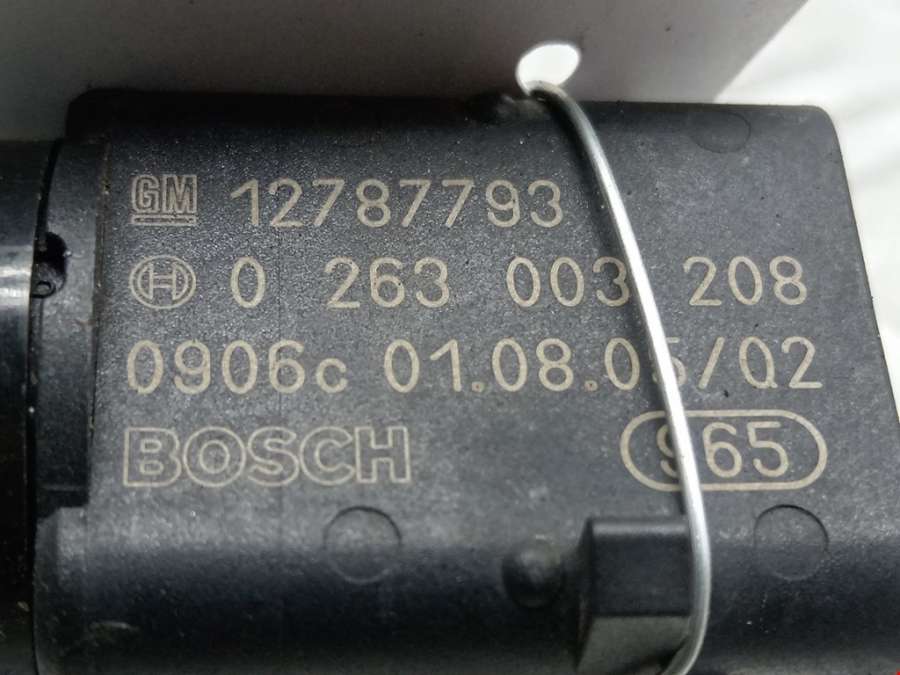 GM 12787793
H 0 263 003 208
0906c 01.08.05/Q2
BOSCH 965